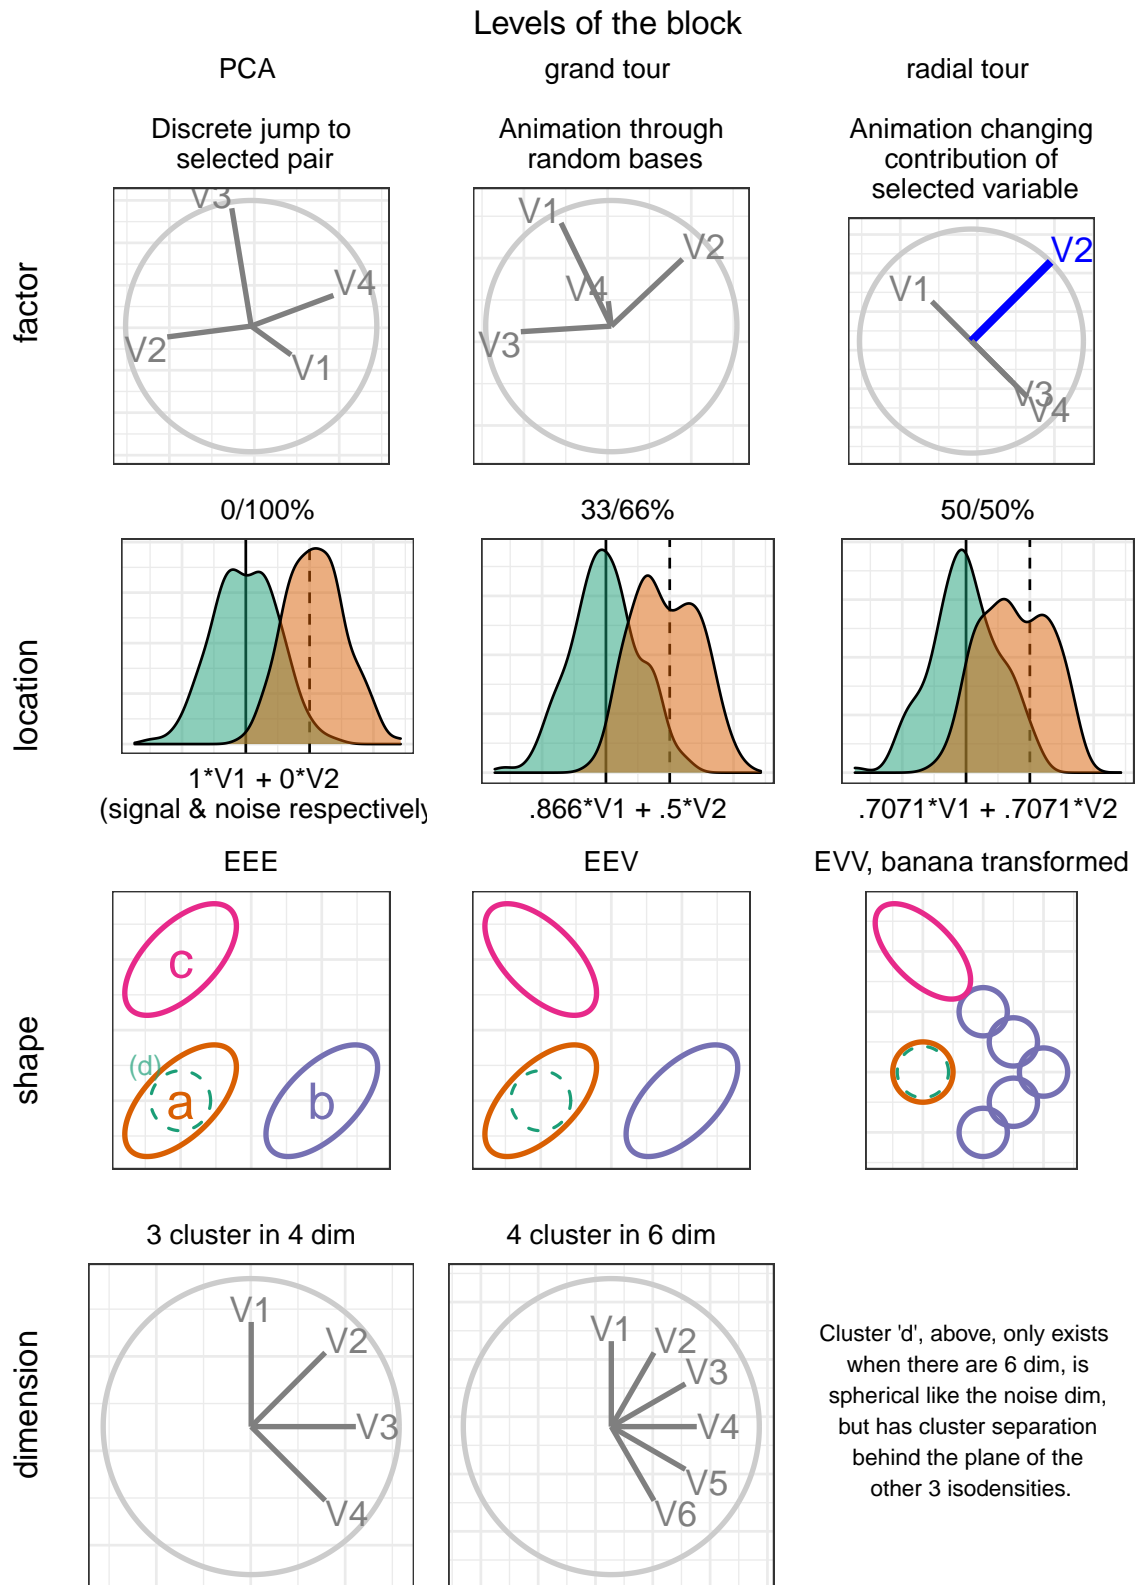 Levels of the block
PCA
grand tour
radial tour
Discrete jump to
selected pair
Animation through
random bases
Animation changing
contribution of
selected variable
factor
V3
V4
V2
V1
V1
V2
V4
V3
V2
V1
V3
V4
0/100%
33/66%
50/50%
location
1*V1 + 0*V2
(signal & noise respectively
.866*V1 + .5*V2
.7071*V1 + .7071*V2
EEE
EEV
EVV, banana transformed
shape
c
(d)
a
b
3 cluster in 4 dim
4 cluster in 6 dim
dimension
V1
V2
V3
V4
V1
V2
V3
V4
V5
V6
Cluster 'd', above, only exists
when there are 6 dim, is
spherical like the noise dim,
but has cluster separation
behind the plane of the
other 3 isodensities.